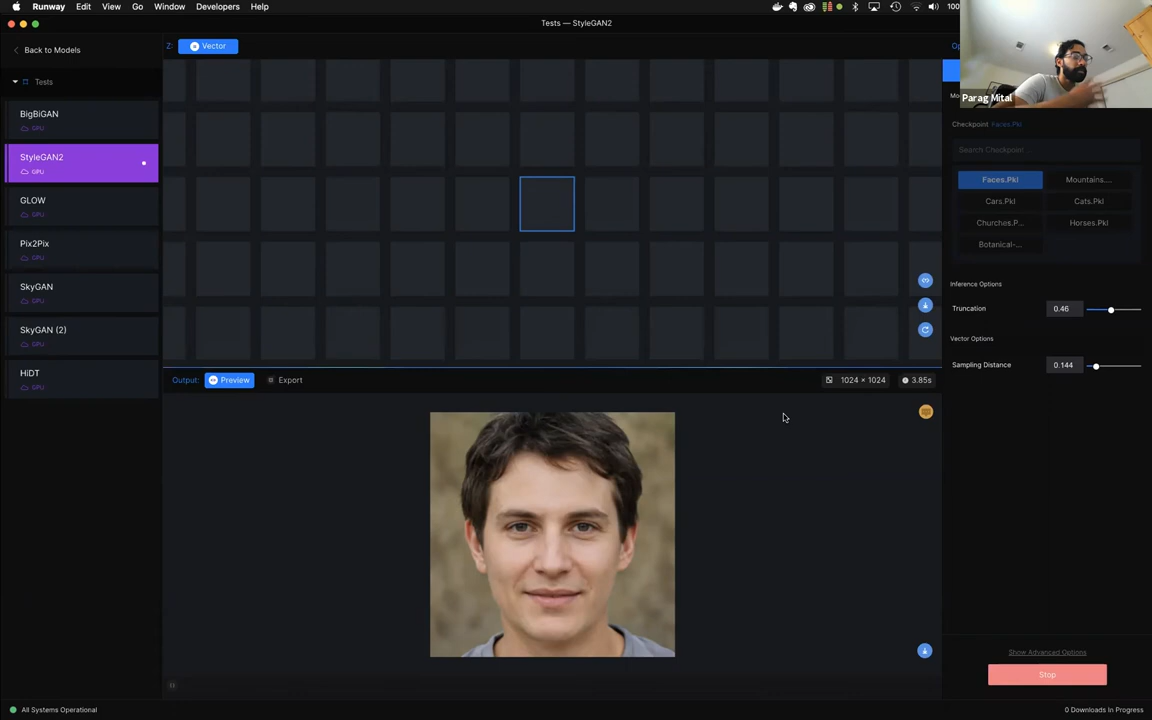 Runway File Edit View Go Window Developers Help 100
Tests — StyleGAN2
Back to Models
Z: Vector
Tests
BigBiGAN
GPU
StyleGAN2
GPU
GLOW
GPU
Pix2Pix
GPU
SkyGAN
GPU
SkyGAN (2)
GPU
HiDT
GPU
Output: Preview Export
1024 × 1024 3.85s
Parag Mital
Checkpoint Faces.Pkl
Search Checkpoint
Faces.Pkl Mountains....
Cars.Pkl Cats.Pkl
Churches.P... Horses.Pkl
Botanical-...
Inference Options
Truncation 0.46
Vector Options
Sampling Distance 0.144
Show Advanced Options
Stop
All Systems Operational
0 Downloads In Progress